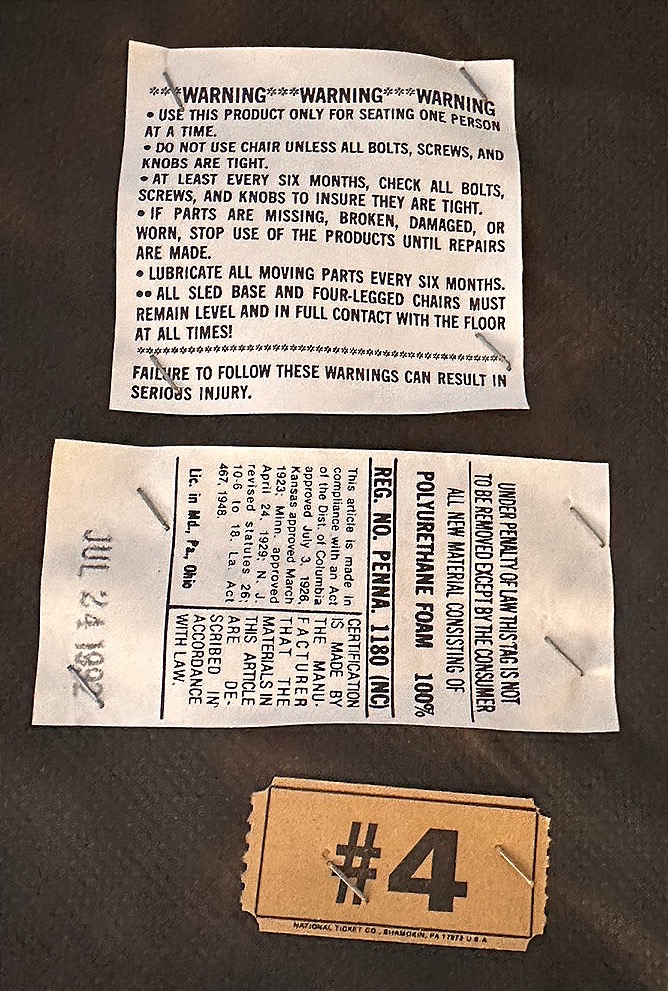 ***WARNING***WARNING***WARNING
• USE THIS PRODUCT ONLY FOR SEATING ONE PERSON
AT A TIME.
• DO NOT USE CHAIR UNLESS ALL BOLTS, SCREWS, AND
KNOBS ARE TIGHT.
• AT LEAST EVERY SIX MONTHS, CHECK ALL BOLTS,
SCREWS, AND KNOBS TO INSURE THEY ARE TIGHT.
• IF PARTS ARE MISSING, BROKEN, DAMAGED, OR
WORN, STOP USE OF THE PRODUCTS UNTIL REPAIRS
ARE MADE.
• LUBRICATE ALL MOVING PARTS EVERY SIX MONTHS.
•• ALL SLED BASE AND FOUR-LEGGED CHAIRS MUST
REMAIN LEVEL AND IN FULL CONTACT WITH THE FLOOR
AT ALL TIMES!
FAILURE TO FOLLOW THESE WARNINGS CAN RESULT IN
SERIOUS INJURY.
UNDER PENALTY OF LAW THIS TAG IS NOT
TO BE REMOVED EXCEPT BY THE CONSUMER
ALL NEW MATERIAL CONSISTING OF
POLYURETHANE FOAM 100%
REG. NO. PENNA. 1180 (NC)
This article is made in
compliance with an Act
of the Dist. of Columbia
approved July 3, 1926,
Kansas approved March
1923; Minn. approved
April 24, 1929; N. J.
revised statutes 26:
10-6 to 18. La. Act
467, 1948.
Lic. in Md., Pa., Ohio
CERTIFICATION
IS MADE BY
THE MANU-
FACTURER
THAT THE
MATERIALS IN
THIS ARTICLE
ARE DE-
SCRIBED IN
ACCORDANCE
WITH LAW.
JUL 24 1992
#4
NATIONAL TICKET CO., SHAMOKIN, PA 17872 U S A